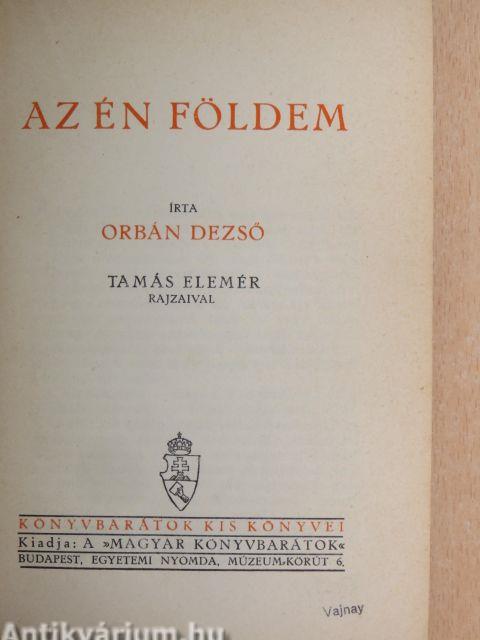 AZ ÉN FÖLDEM
ÍRTA
ORBÁN DEZSŐ
TAMÁS ELEMÉR
RAJZAIVAL
KÖNYVBARÁTOK KIS KÖNYVEI
Kiadja: A »MAGYAR KÖNYVBARÁTOK«
BUDAPEST, EGYETEMI NYOMDA, MÚZEUM-KÖRÚT 6.
Vajnay
Antikvárium.hu